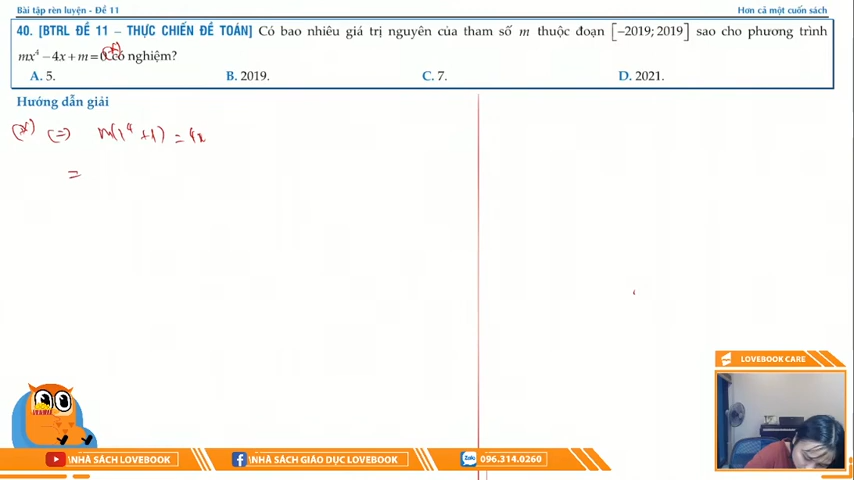 Bài tập rèn luyện - Đề 11
Hơn cả một cuốn sách
40. [BTRL ĐỀ 11 – THỰC CHIẾN ĐỀ TOÁN] Có bao nhiêu giá trị nguyên của tham số m thuộc đoạn [−2019; 2019] sao cho phương trình
mx⁴ − 4x + m = 0 có nghiệm?
(*)
A. 5. B. 2019. C. 7. D. 2021.
Hướng dẫn giải
(*) (=) m(x⁴ + 1) = 4x
=
LOVEBOOK CARE
NHÀ SÁCH LOVEBOOK
NHÀ SÁCH GIÁO DỤC LOVEBOOK
Zalo 096.314.0260